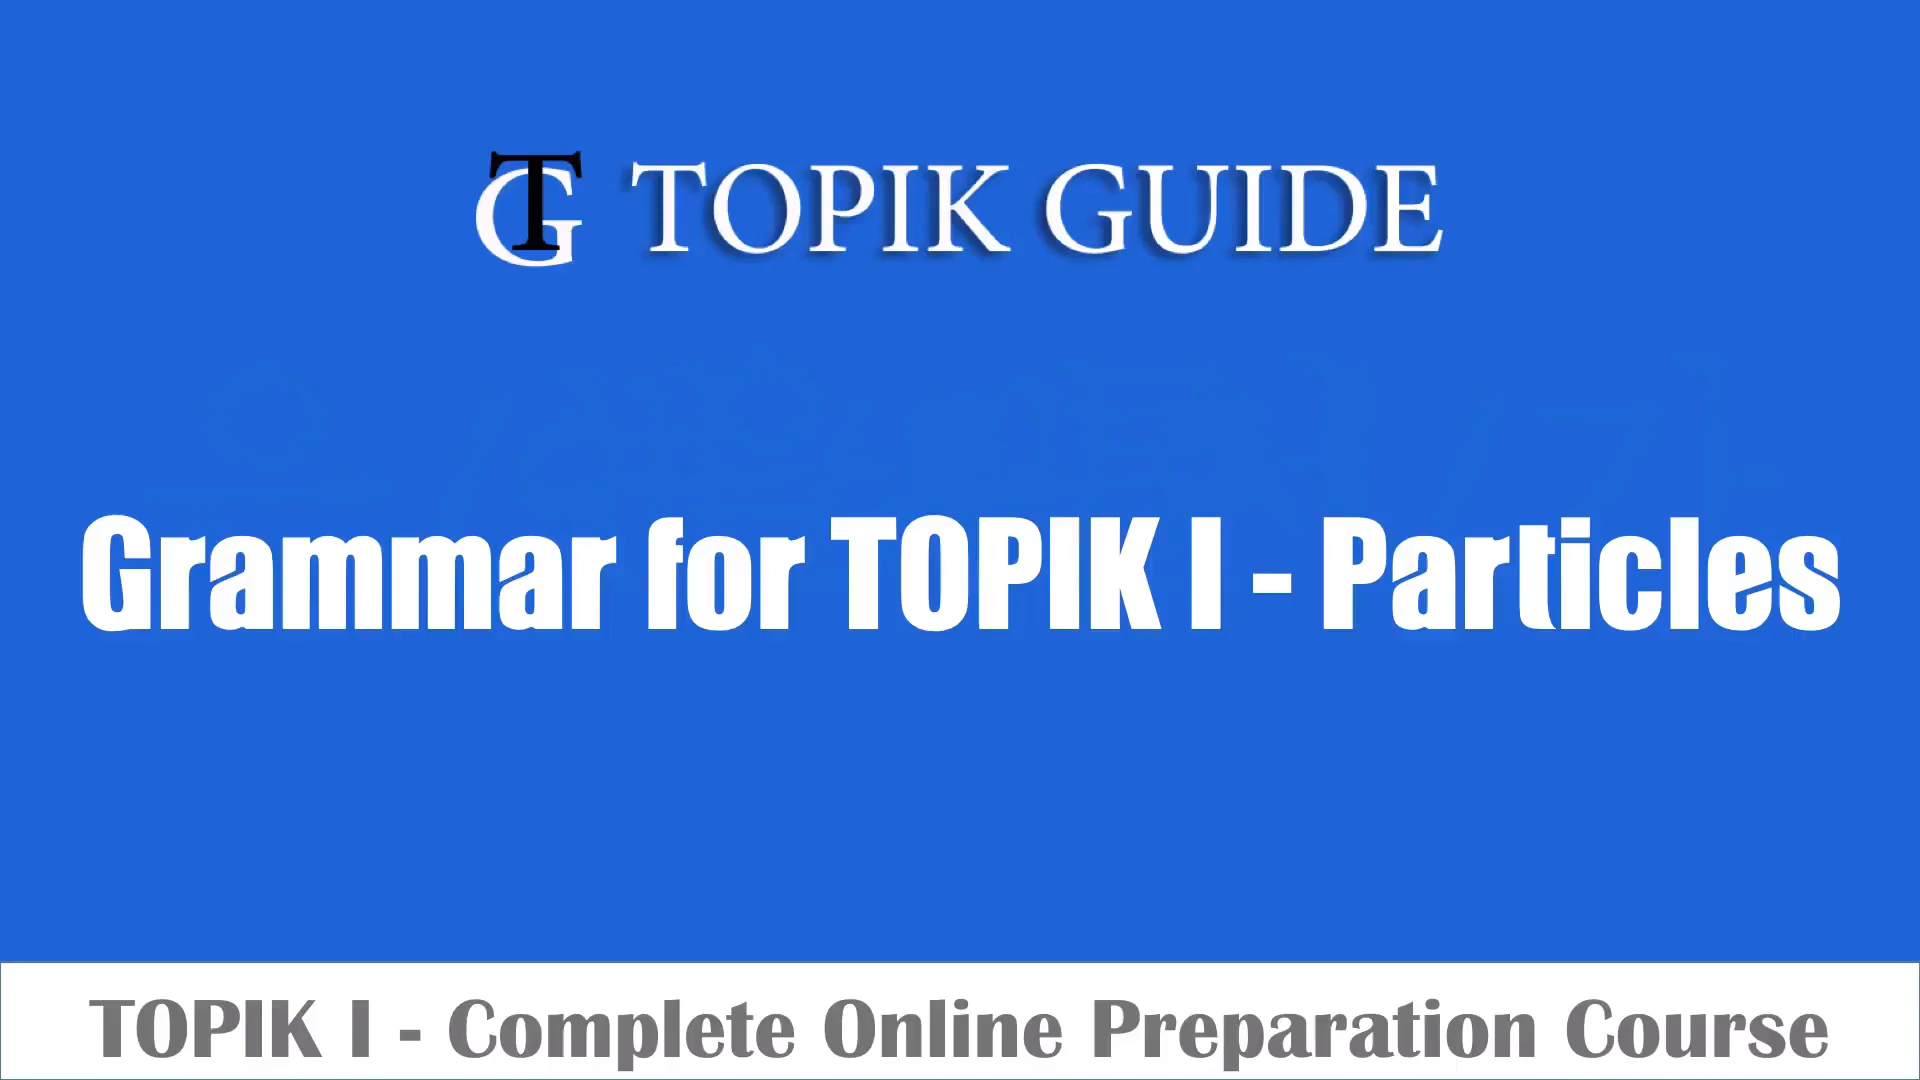 TG TOPIK GUIDE
Grammar for TOPIK I - Particles
TOPIK I - Complete Online Preparation Course